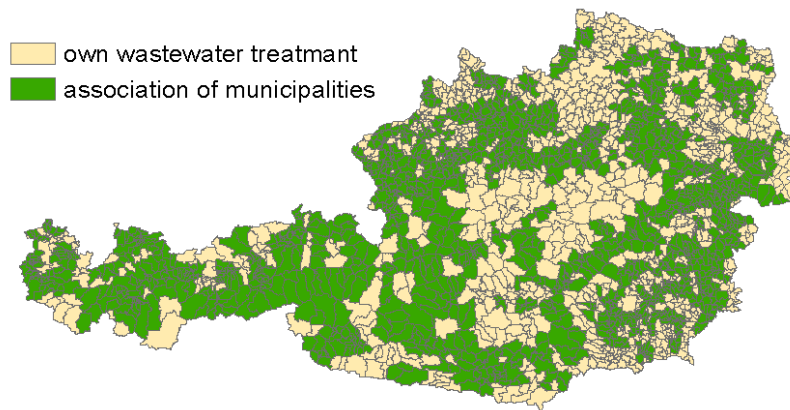 own wastewater treatmant
association of municipalities